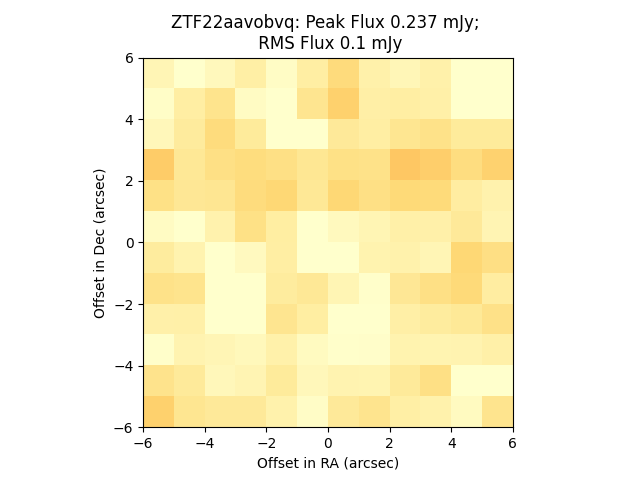 ZTF22aavobvq: Peak Flux 0.237 mJy;
RMS Flux 0.1 mJy
6
4
2
0
−2
−4
−6
Offset in Dec (arcsec)
−6 −4 −2 0 2 4 6
Offset in RA (arcsec)